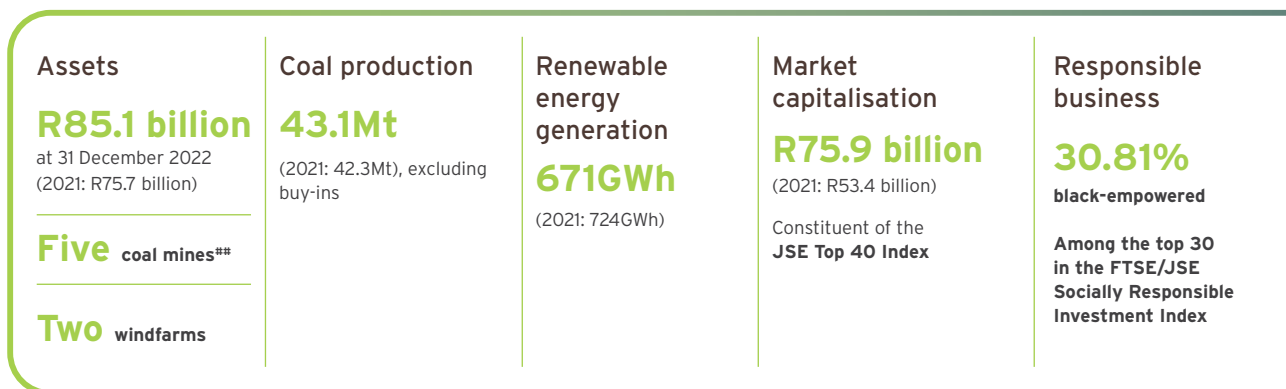 Assets
R85.1 billion
at 31 December 2022
(2021: R75.7 billion)
Five coal mines##
Two windfarms
Coal production
43.1Mt
(2021: 42.3Mt), excluding
buy-ins
Renewable
energy
generation
671GWh
(2021: 724GWh)
Market
capitalisation
R75.9 billion
(2021: R53.4 billion)
Constituent of the
JSE Top 40 Index
Responsible
business
30.81%
black-empowered
Among the top 30
in the FTSE/JSE
Socially Responsible
Investment Index